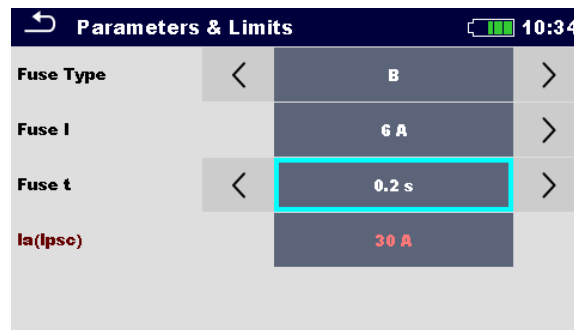 Parameters & Limits 10:34
Fuse Type B
Fuse I 6 A
Fuse t 0.2 s
Ia(Ipsc) 30 A